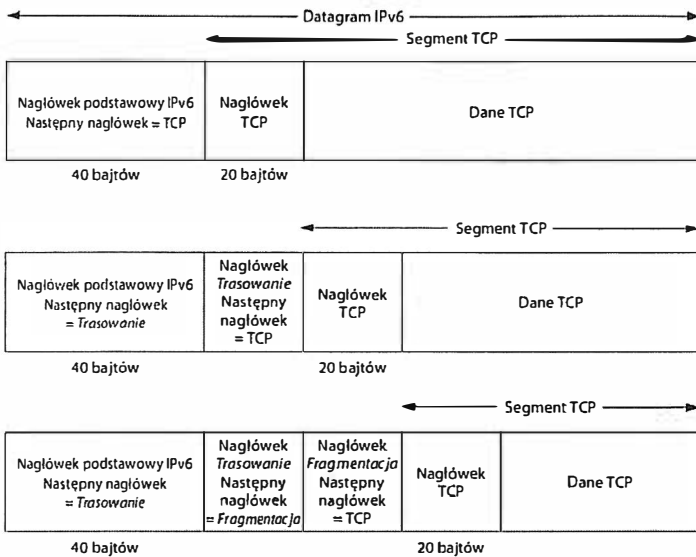 Datagram IPv6
Segment TCP
Nagłówek podstawowy IPv6
Następny nagłówek = TCP
Nagłówek
TCP
Dane TCP
40 bajtów
20 bajtów
Segment TCP
Nagłówek podstawowy IPv6
Następny nagłówek
= Trasowanie
Nagłówek
Trasowanie
Następny
nagłówek
= TCP
Nagłówek
TCP
Dane TCP
40 bajtów
20 bajtów
Segment TCP
Nagłówek podstawowy IPv6
Następny nagłówek
= Trasowanie
Nagłówek
Trasowanie
Następny
nagłówek
= Fragmentacja
Nagłówek
Fragmentacja
Następny
nagłówek
= TCP
Nagłówek
TCP
Dane TCP
40 bajtów
20 bajtów